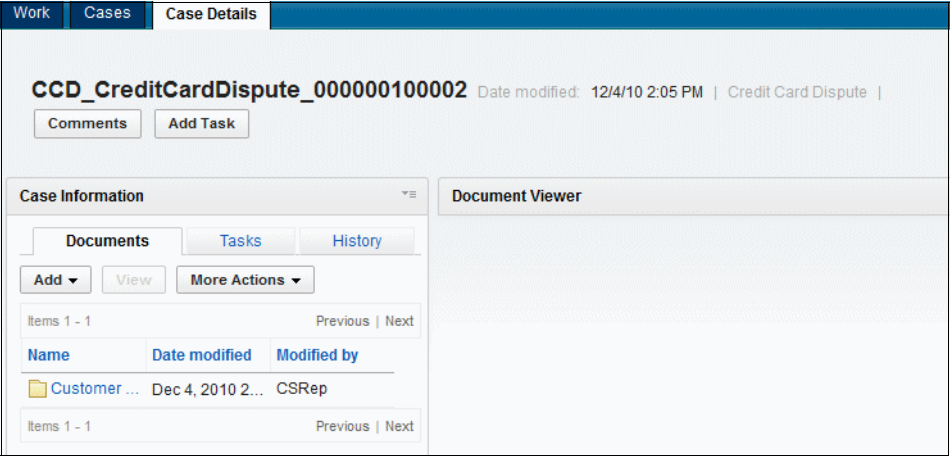 Work Cases Case Details
CCD_CreditCardDispute_000000100002 Date modified: 12/4/10 2:05 PM | Credit Card Dispute |
Comments Add Task
Case Information
Document Viewer
Documents Tasks History
Add View More Actions
Items 1 - 1 Previous | Next
Name Date modified Modified by
Customer ... Dec 4, 2010 2... CSRep
Items 1 - 1 Previous | Next